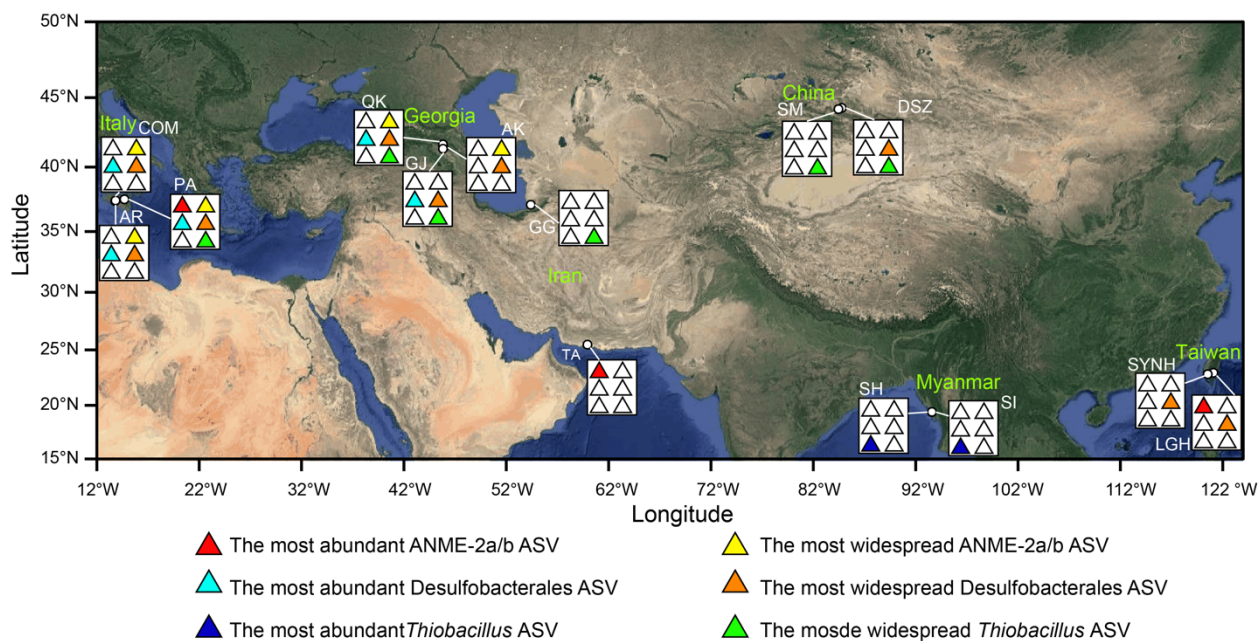 50°N
45°N
40°N
35°N
30°N
25°N
20°N
15°N
Latitude
Italy
COM
PA
AR
QK
Georgia
AK
GJ
GG
Iran
TA
China
SM
DSZ
SH
Myanmar
SI
SYNH
Taiwan
LGH
12°W 22°W 32°W 42°W 52°W 62°W 72°W 82°W 92°W 102°W 112°W 122 °W
Longitude
The most abundant ANME-2a/b ASV
The most widespread ANME-2a/b ASV
The most abundant Desulfobacterales ASV
The most widespread Desulfobacterales ASV
The most abundantThiobacillus ASV
The mosde widespread Thiobacillus ASV